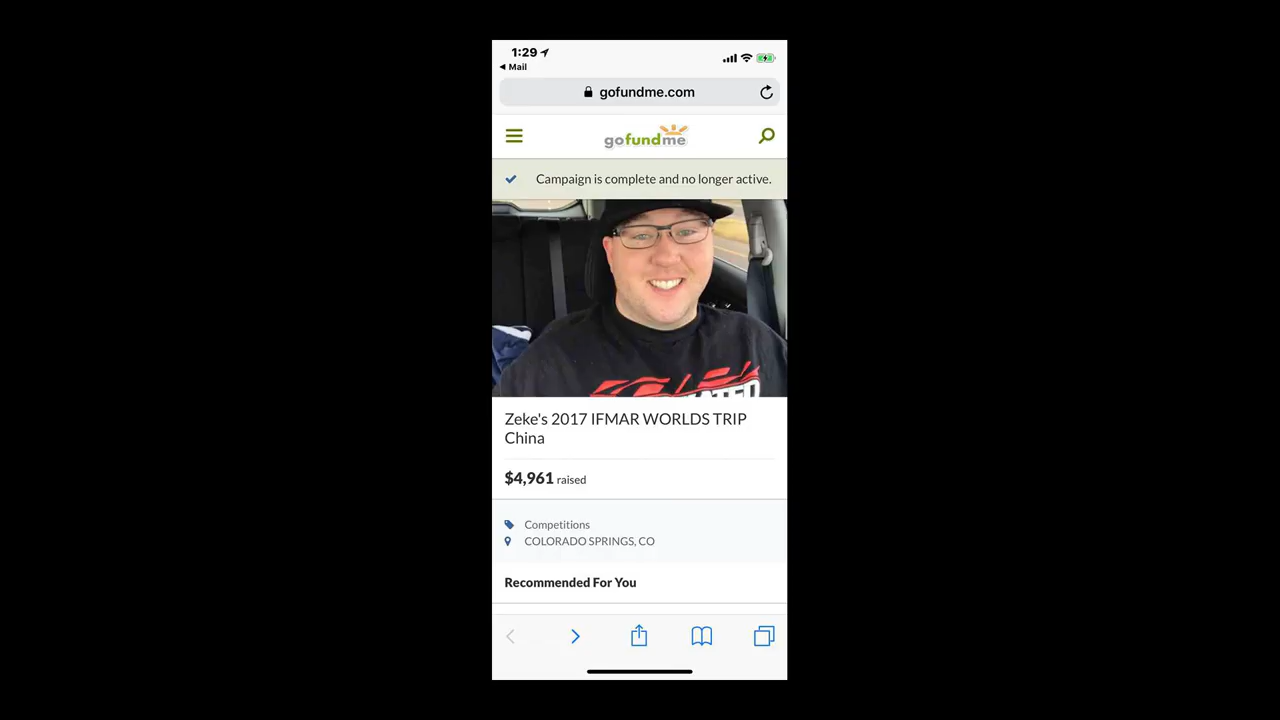 1:29
Mail
gofundme.com
gofundme
Campaign is complete and no longer active.
Zeke's 2017 IFMAR WORLDS TRIP
China
$4,961 raised
Competitions
COLORADO SPRINGS, CO
Recommended For You